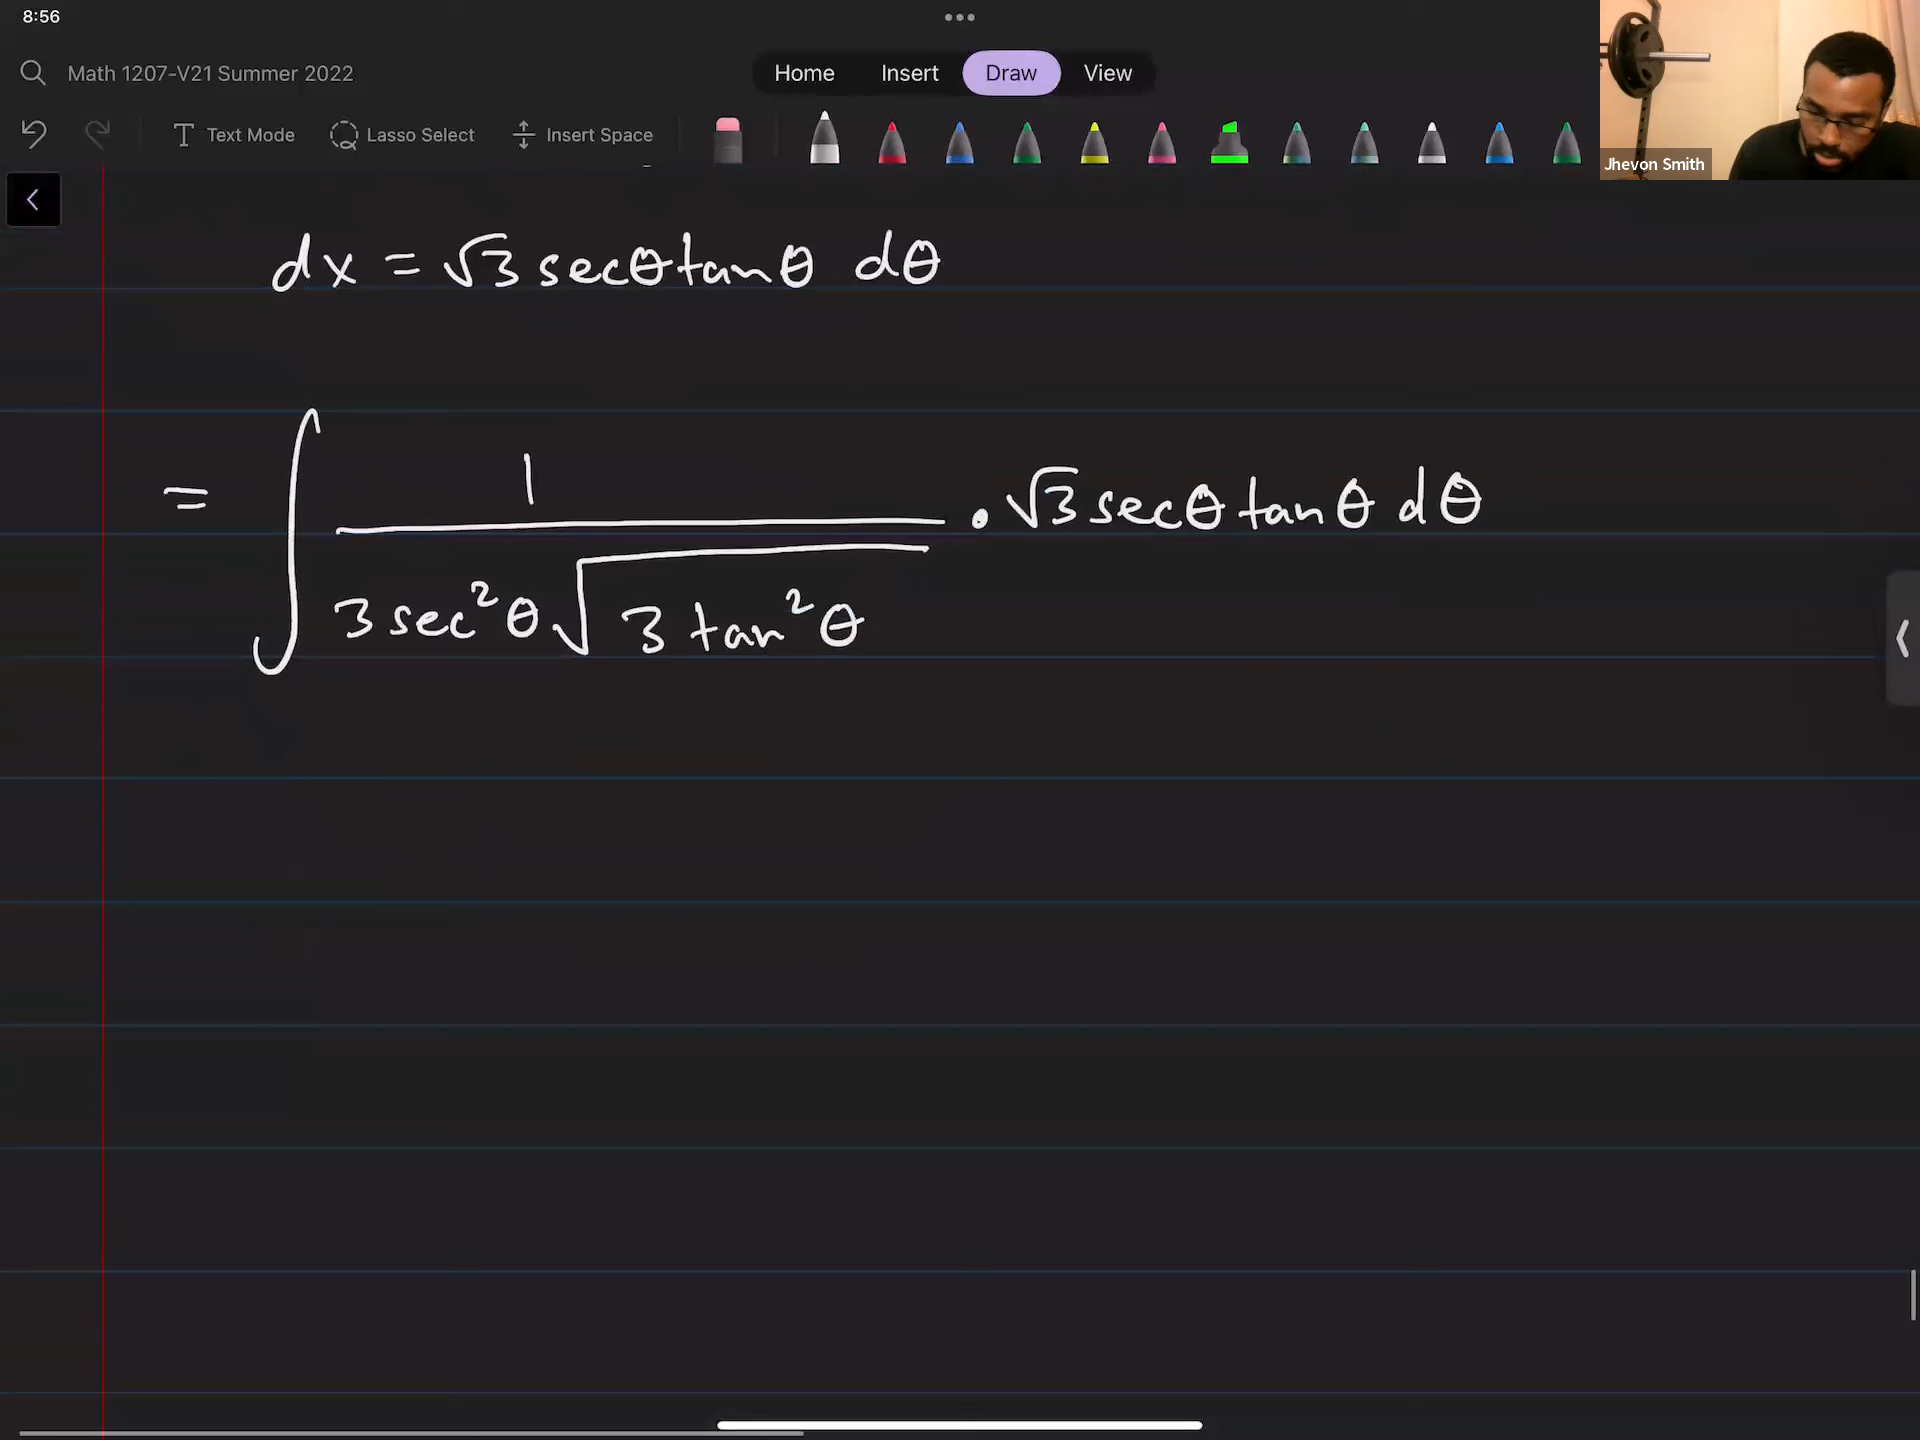 8:56
Math 1207-V21 Summer 2022
Home Insert Draw View
Text Mode Lasso Select Insert Space
Jhevon Smith
dx = √3 secθ tanθ dθ
= ∫ 1 / (3 sec²θ √(3 tan²θ)) · √3 secθ tanθ dθ